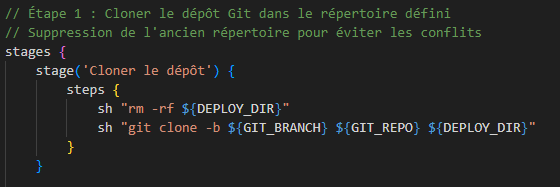 // Étape 1 : Cloner le dépôt Git dans le répertoire défini
// Suppression de l'ancien répertoire pour éviter les conflits
stages {
    stage('Cloner le dépôt') {
        steps {
            sh "rm -rf ${DEPLOY_DIR}"
            sh "git clone -b ${GIT_BRANCH} ${GIT_REPO} ${DEPLOY_DIR}"
        }
    }